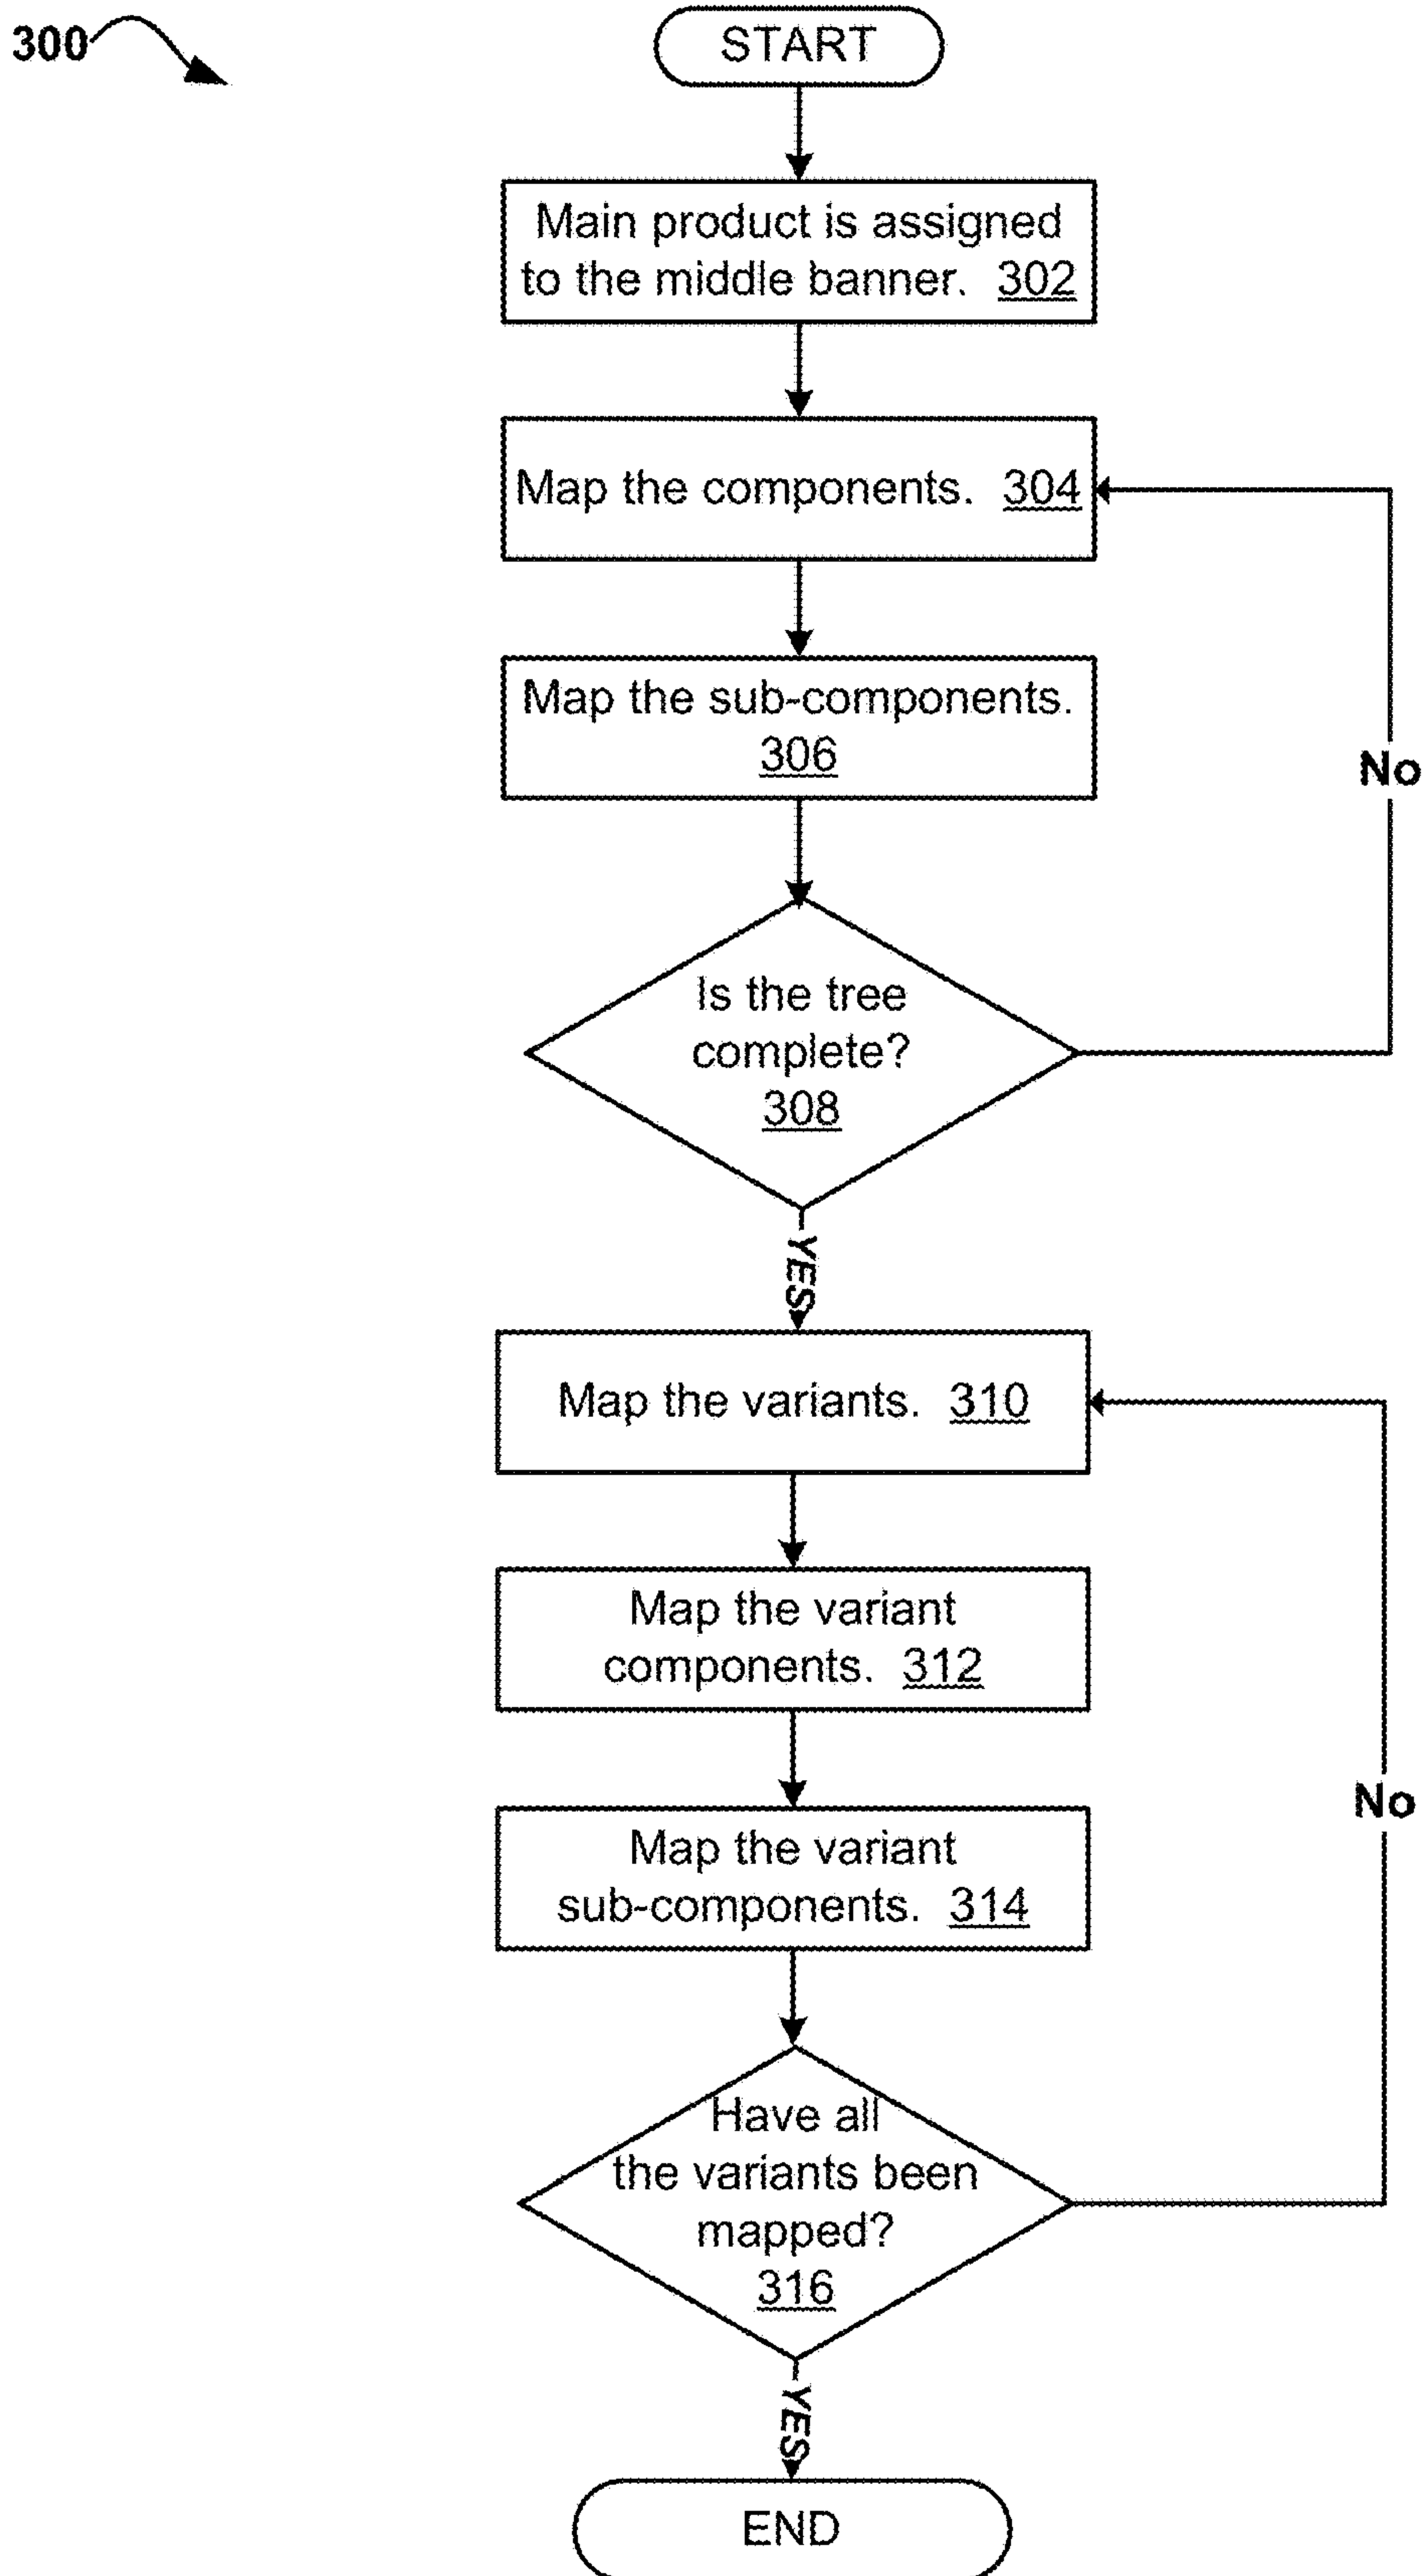 300
START
Main product is assigned
to the middle banner. 302
Map the components. 304
Map the sub-components.
306
No
Is the tree
complete?
308
YES
Map the variants. 310
Map the variant
components. 312
Map the variant
sub-components. 314
No
Have all
the variants been
mapped?
316
YES
END